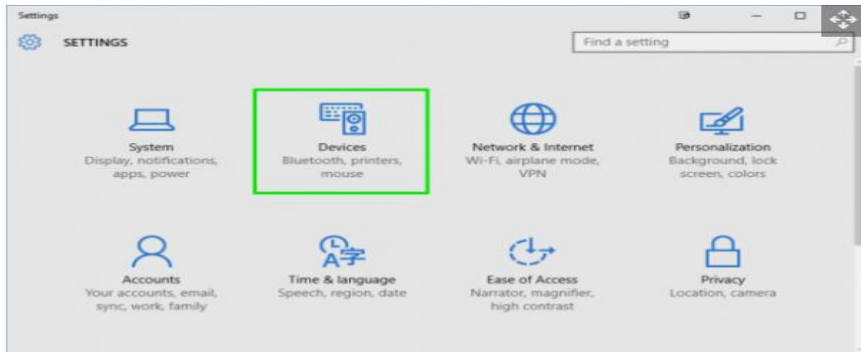 Settings
SETTINGS
Find a setting
System
Display, notifications,
apps, power
Devices
Bluetooth, printers,
mouse
Network & Internet
Wi-Fi, airplane mode,
VPN
Personalization
Background, lock
screen, colors
Accounts
Your accounts, email,
sync, work, family
Time & language
Speech, region, date
Ease of Access
Narrator, magnifier,
high contrast
Privacy
Location, camera